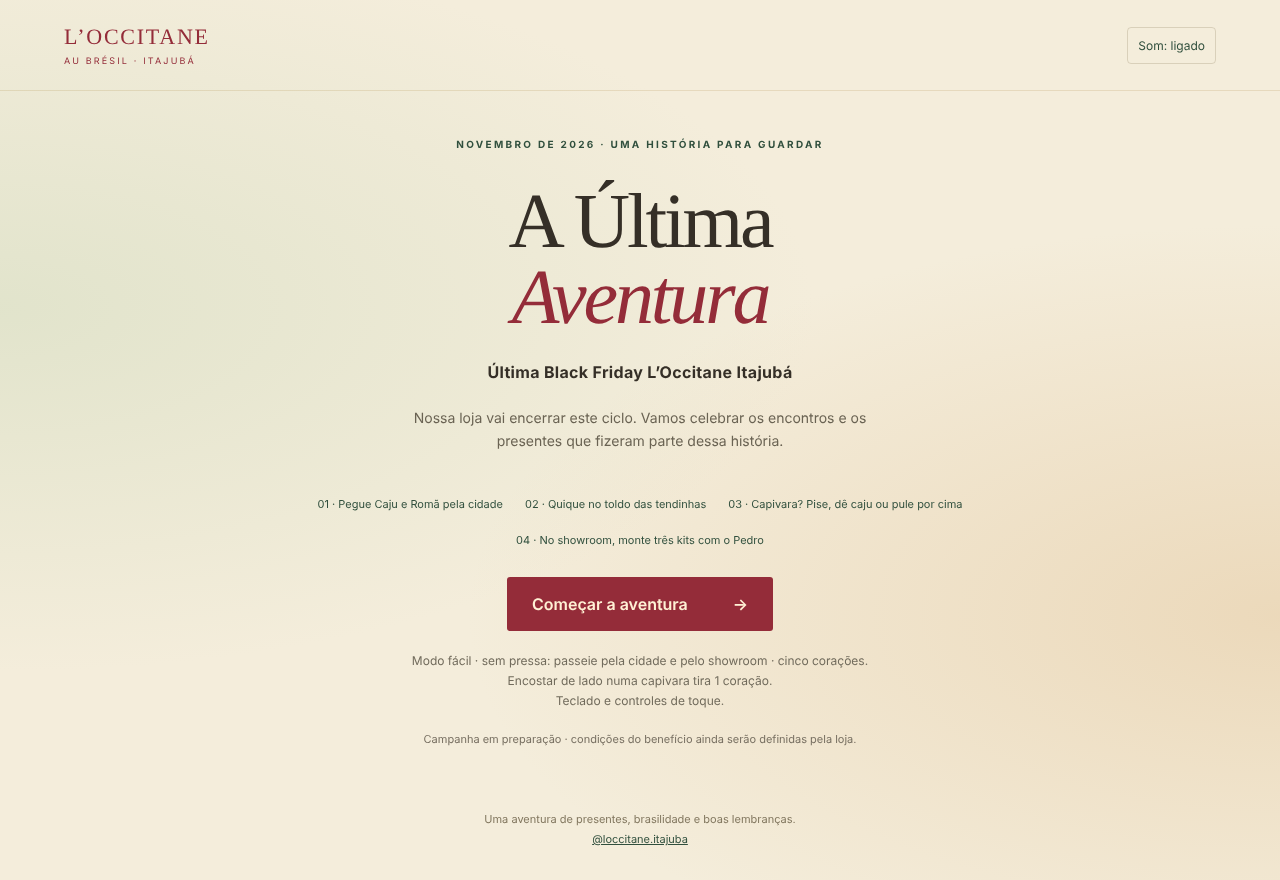 L’OCCITANE
AU BRÉSIL · ITAJUBÁ
Som: ligado
NOVEMBRO DE 2026 · UMA HISTÓRIA PARA GUARDAR
A Última
Aventura
Última Black Friday L’Occitane Itajubá
Nossa loja vai encerrar este ciclo. Vamos celebrar os encontros e os
presentes que fizeram parte dessa história.
01 · Pegue Caju e Romã pela cidade
02 · Quique no toldo das tendinhas
03 · Capivara? Pise, dê caju ou pule por cima
04 · No showroom, monte três kits com o Pedro
Começar a aventura →
Modo fácil · sem pressa: passeie pela cidade e pelo showroom · cinco corações.
Encostar de lado numa capivara tira 1 coração.
Teclado e controles de toque.
Campanha em preparação · condições do benefício ainda serão definidas pela loja.
Uma aventura de presentes, brasilidade e boas lembranças.
@loccitane.itajuba